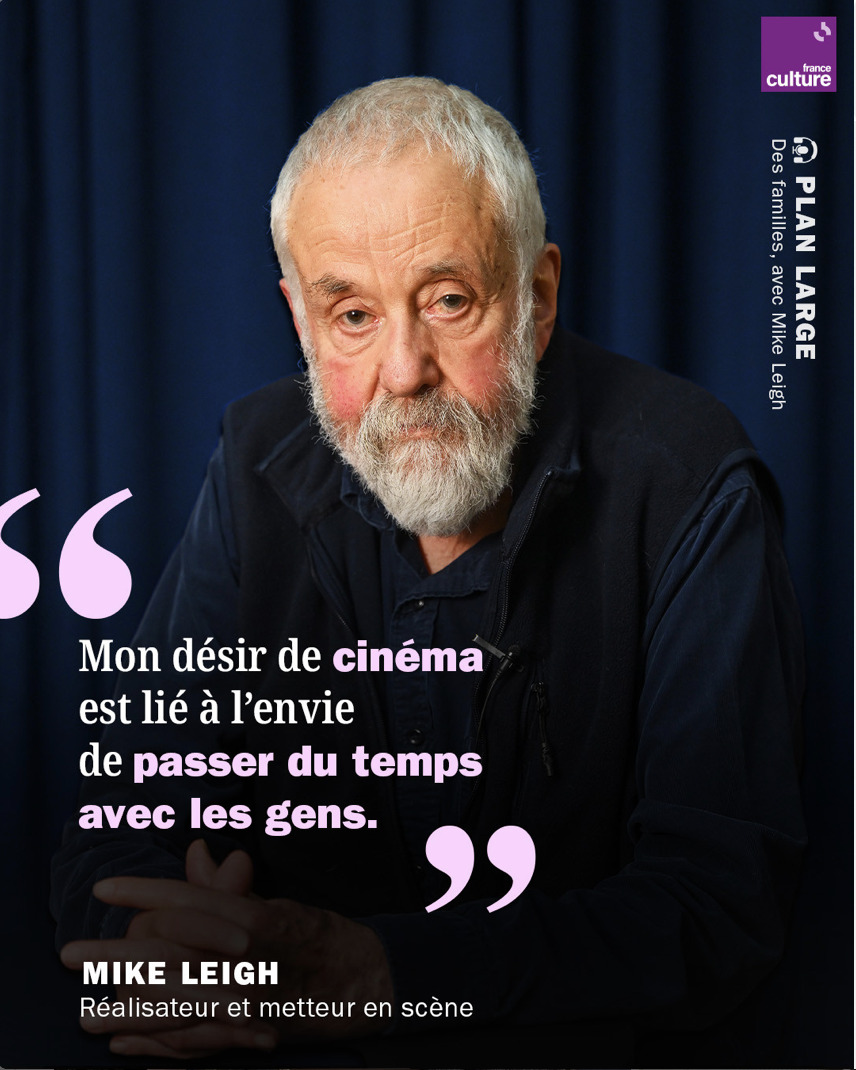 france
culture
PLAN LARGE
Des familles, avec Mike Leigh
“
Mon désir de cinéma
est lié à l’envie
de passer du temps
avec les gens.
”
MIKE LEIGH
Réalisateur et metteur en scène